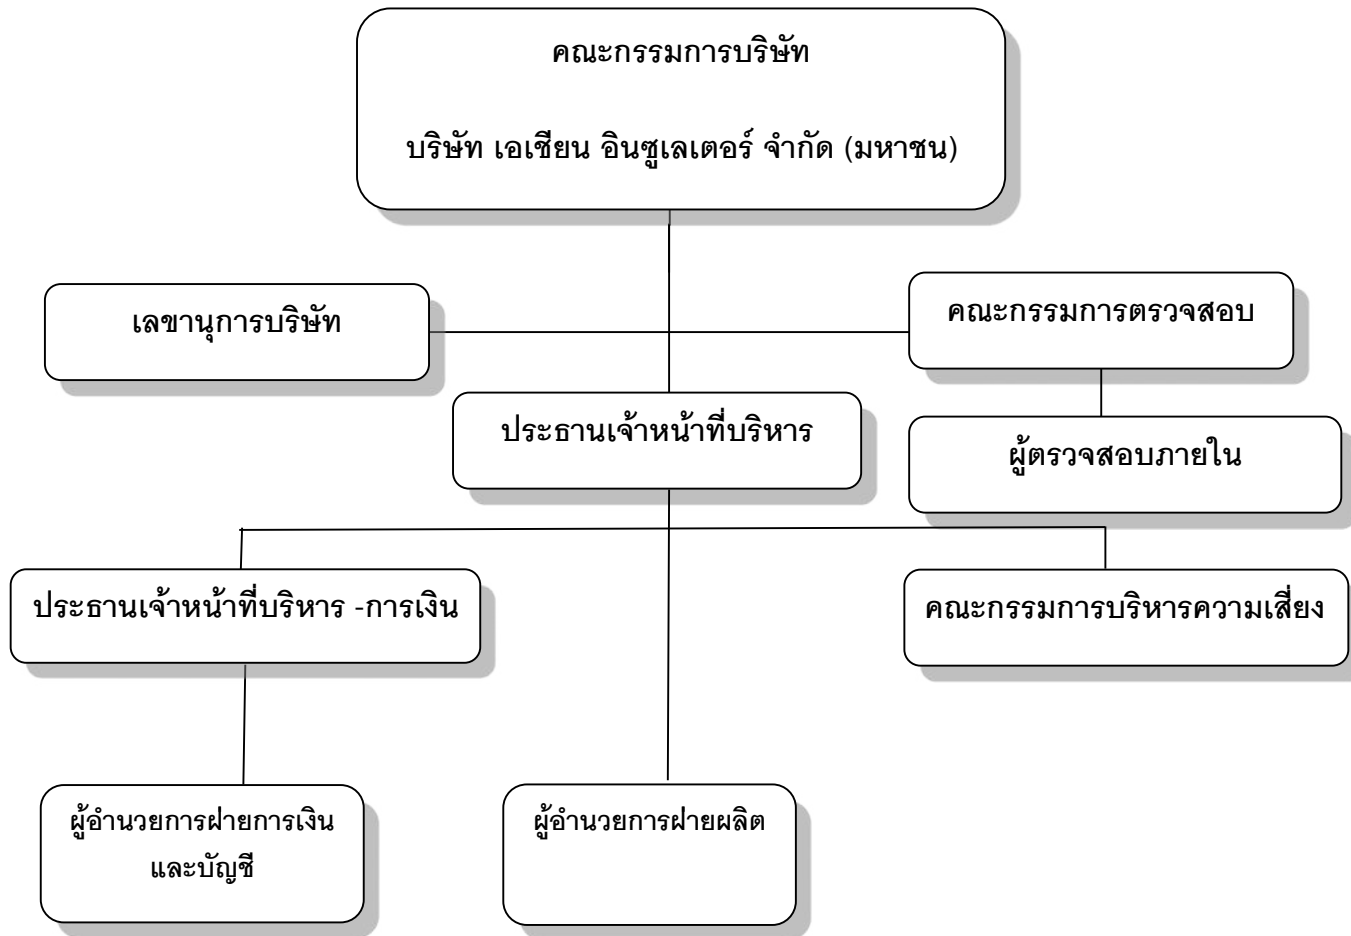 คณะกรรมการบริษัท
บริษัท เอเชียน อินซูเลเตอร์ จำกัด (มหาชน)
เลขานุการบริษัท
คณะกรรมการตรวจสอบ
ประธานเจ้าหน้าที่บริหาร
ผู้ตรวจสอบภายใน
ประธานเจ้าหน้าที่บริหาร -การเงิน
คณะกรรมการบริหารความเสี่ยง
ผู้อำนวยการฝ่ายการเงิน
และบัญชี
ผู้อำนวยการฝ่ายผลิต